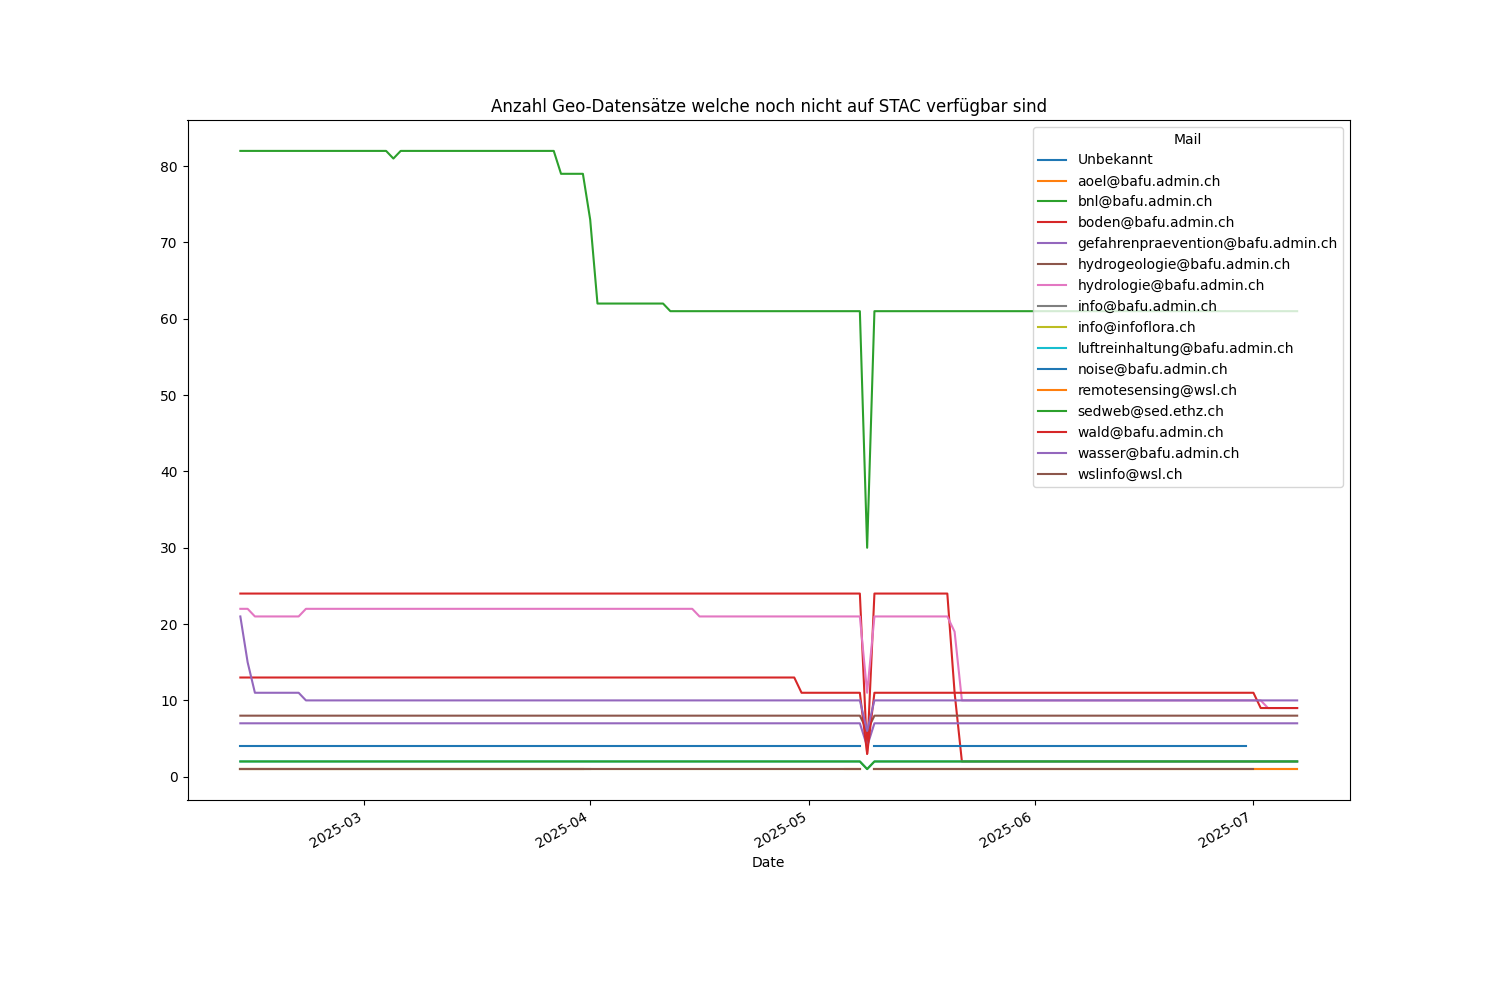 Anzahl Geo-Datensätze welche noch nicht auf STAC verfügbar sind
Mail
Unbekannt
aoel@bafu.admin.ch
bnl@bafu.admin.ch
boden@bafu.admin.ch
gefahrenpraevention@bafu.admin.ch
hydrogeologie@bafu.admin.ch
hydrologie@bafu.admin.ch
info@bafu.admin.ch
info@infoflora.ch
luftreinhaltung@bafu.admin.ch
noise@bafu.admin.ch
remotesensing@wsl.ch
sedweb@sed.ethz.ch
wald@bafu.admin.ch
wasser@bafu.admin.ch
wslinfo@wsl.ch
80
70
60
50
40
30
20
10
0
2025-03
2025-04
2025-05
2025-06
2025-07
Date